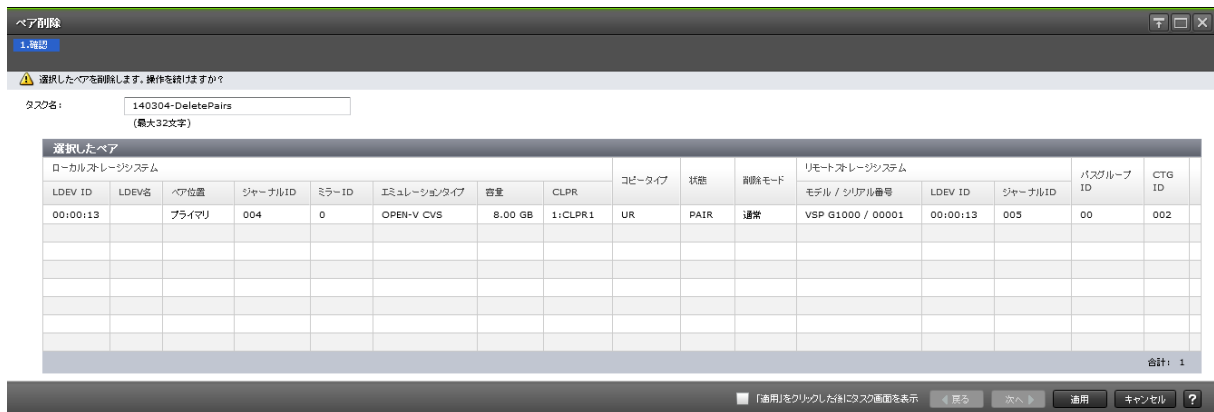 ペア削除
1.確認
選択したペアを削除します。操作を続けますか?
タスク名: 140304-DeletePairs
(最大32文字)
選択したペア
ローカルストレージシステム コピータイプ 状態 削除モード リモートストレージシステム パスグループID CTG ID
LDEV ID LDEV名 ペア位置 ジャーナルID ミラーID エミュレーションタイプ 容量 CLPR モデル / シリアル番号 LDEV ID ジャーナルID
00:00:13 プライマリ 004 0 OPEN-V CVS 8.00 GB 1:CLPR1 UR PAIR 通常 VSP G1000 / 00001 00:00:13 005 00 002
合計: 1
「適用」をクリックした後にタスク画面を表示 戻る 次へ 適用 キャンセル ?